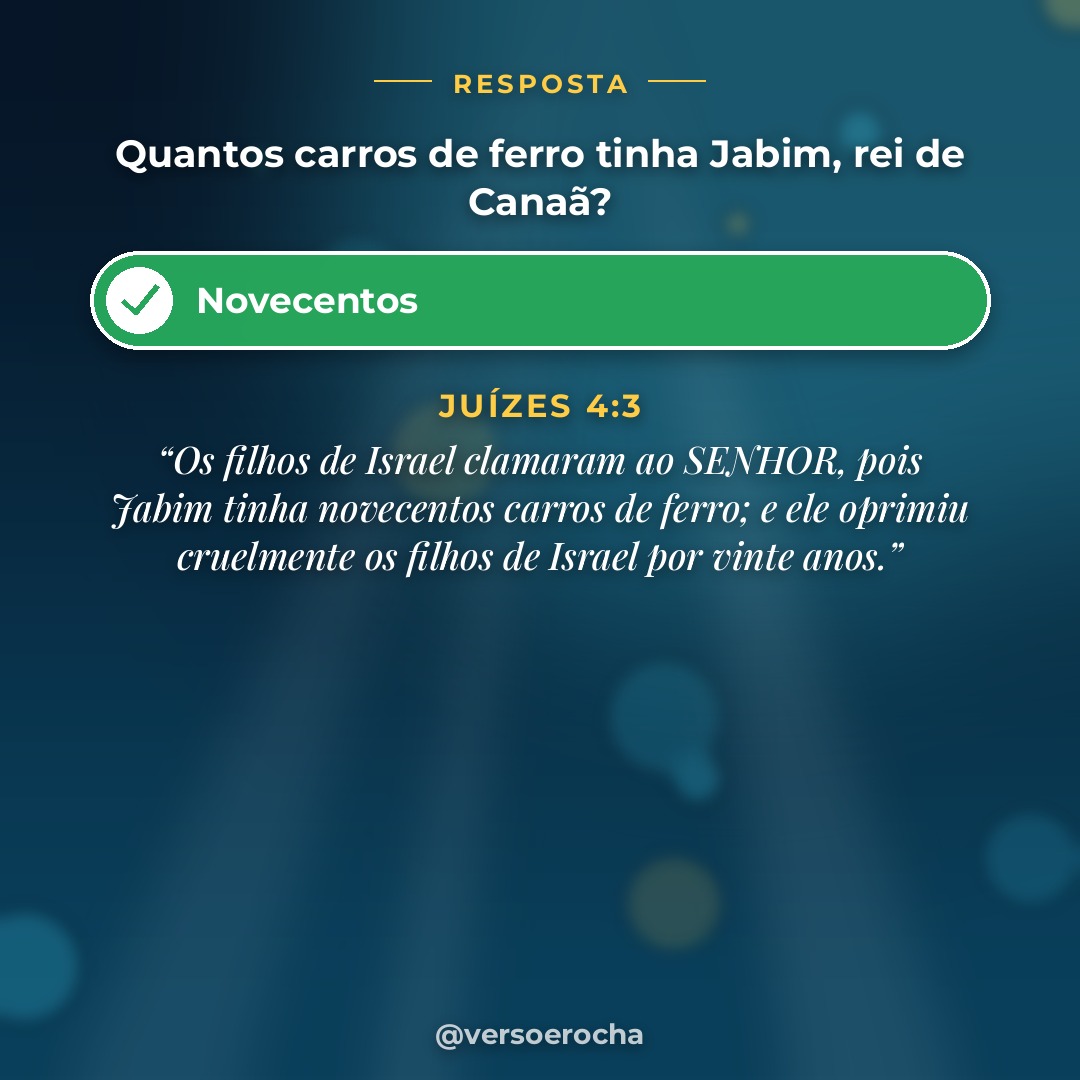 RESPOSTA
Quantos carros de ferro tinha Jabim, rei de
Canaã?
Novecentos
JUÍZES 4:3
“Os filhos de Israel clamaram ao SENHOR, pois
Jabim tinha novecentos carros de ferro; e ele oprimiu
cruelmente os filhos de Israel por vinte anos.”
@versoerocha